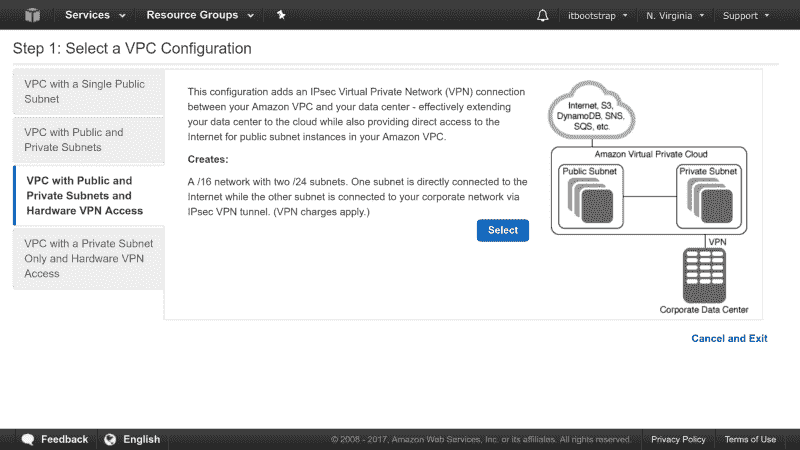 Services Resource Groups itbootstrap N. Virginia Support
Step 1: Select a VPC Configuration
VPC with a Single Public
Subnet
VPC with Public and
Private Subnets
VPC with Public and
Private Subnets and
Hardware VPN Access
VPC with a Private Subnet
Only and Hardware VPN
Access
This configuration adds an IPsec Virtual Private Network (VPN) connection
between your Amazon VPC and your data center - effectively extending
your data center to the cloud while also providing direct access to the
Internet for public subnet instances in your Amazon VPC.
Creates:
A /16 network with two /24 subnets. One subnet is directly connected to the
Internet while the other subnet is connected to your corporate network via
IPsec VPN tunnel. (VPN charges apply.)
Select
Internet, S3,
DynamoDB, SNS,
SQS, etc.
Amazon Virtual Private Cloud
Public Subnet Private Subnet
VPN
Corporate Data Center
Cancel and Exit
Feedback English © 2008 - 2017, Amazon Web Services, Inc. or its affiliates. All rights reserved. Privacy Policy Terms of Use